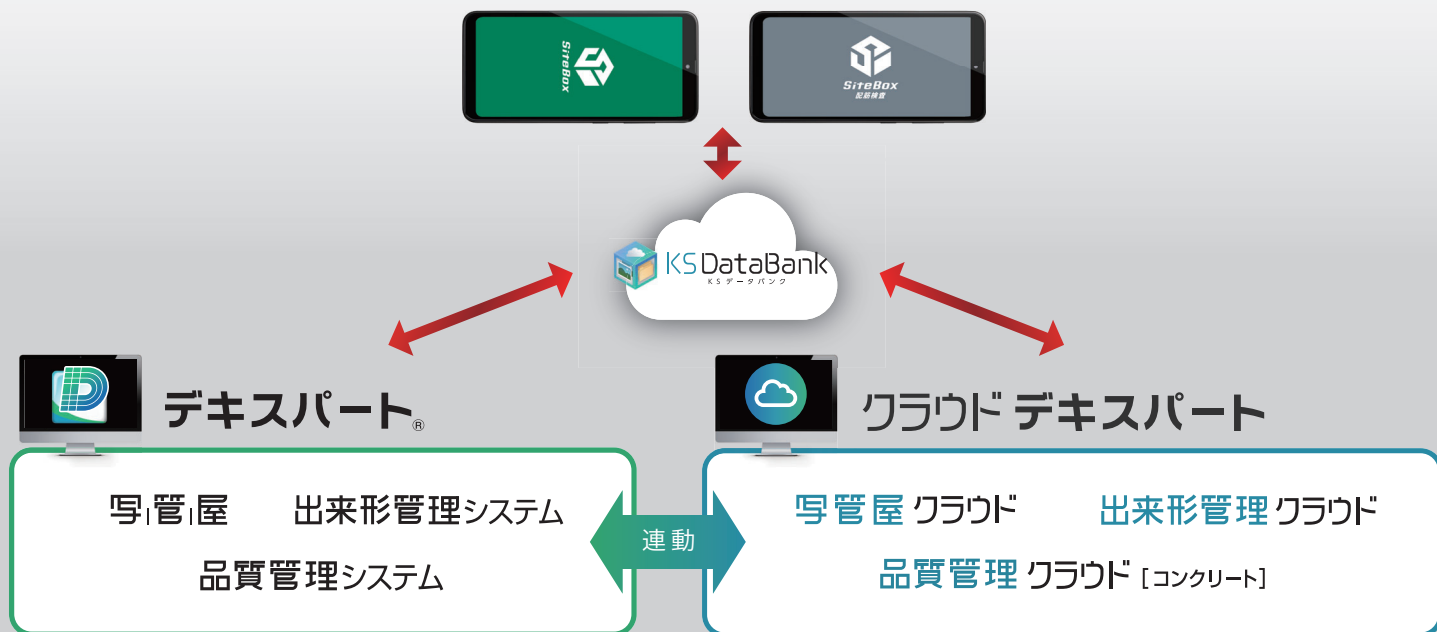 SiteBox
SiteBox
配筋検査
KS DataBank
KSデータバンク
デキスパート®
クラウド デキスパート
写管屋 出来形管理システム
品質管理システム
連動
写管屋 クラウド 出来形管理 クラウド
品質管理 クラウド [コンクリート]